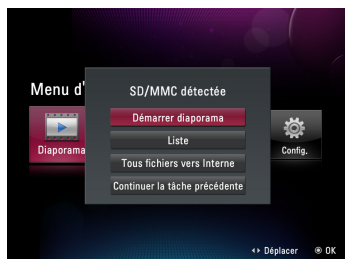 Menu d'
SD/MMC détectée
Démarrer diaporama
Liste
Tous fichiers vers Interne
Continuer la tâche précédente
Diaporama
Config.
Déplacer
OK